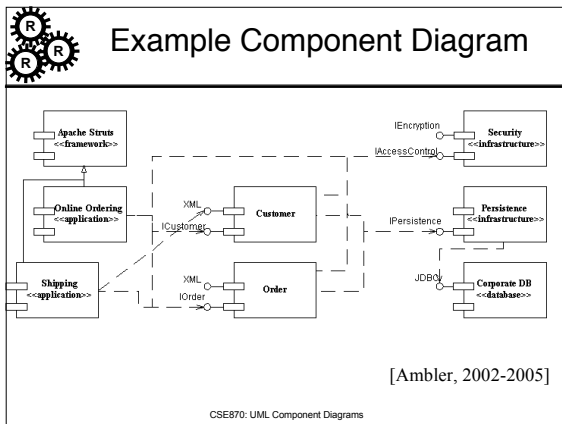 R
R
R
Example Component Diagram
Apache Struts
<<framework>>
Online Ordering
<<application>>
Shipping
<<application>>
XML
ICustomer
Customer
XML
IOrder
Order
IEncryption
IAccessControl
Security
<<infrastructure>>
IPersistence
Persistence
<<infrastructure>>
JDBC
Corporate DB
<<database>>
[Ambler, 2002-2005]
CSE870: UML Component Diagrams